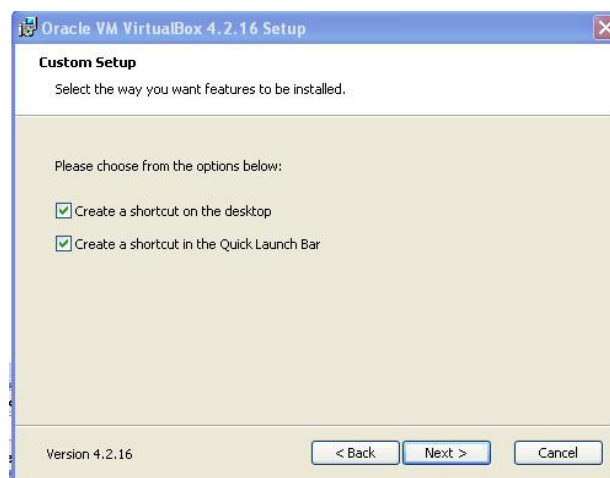 Oracle VM VirtualBox 4.2.16 Setup
Custom Setup
Select the way you want features to be installed.
Please choose from the options below:
Create a shortcut on the desktop
Create a shortcut in the Quick Launch Bar
Version 4.2.16
< Back
Next >
Cancel